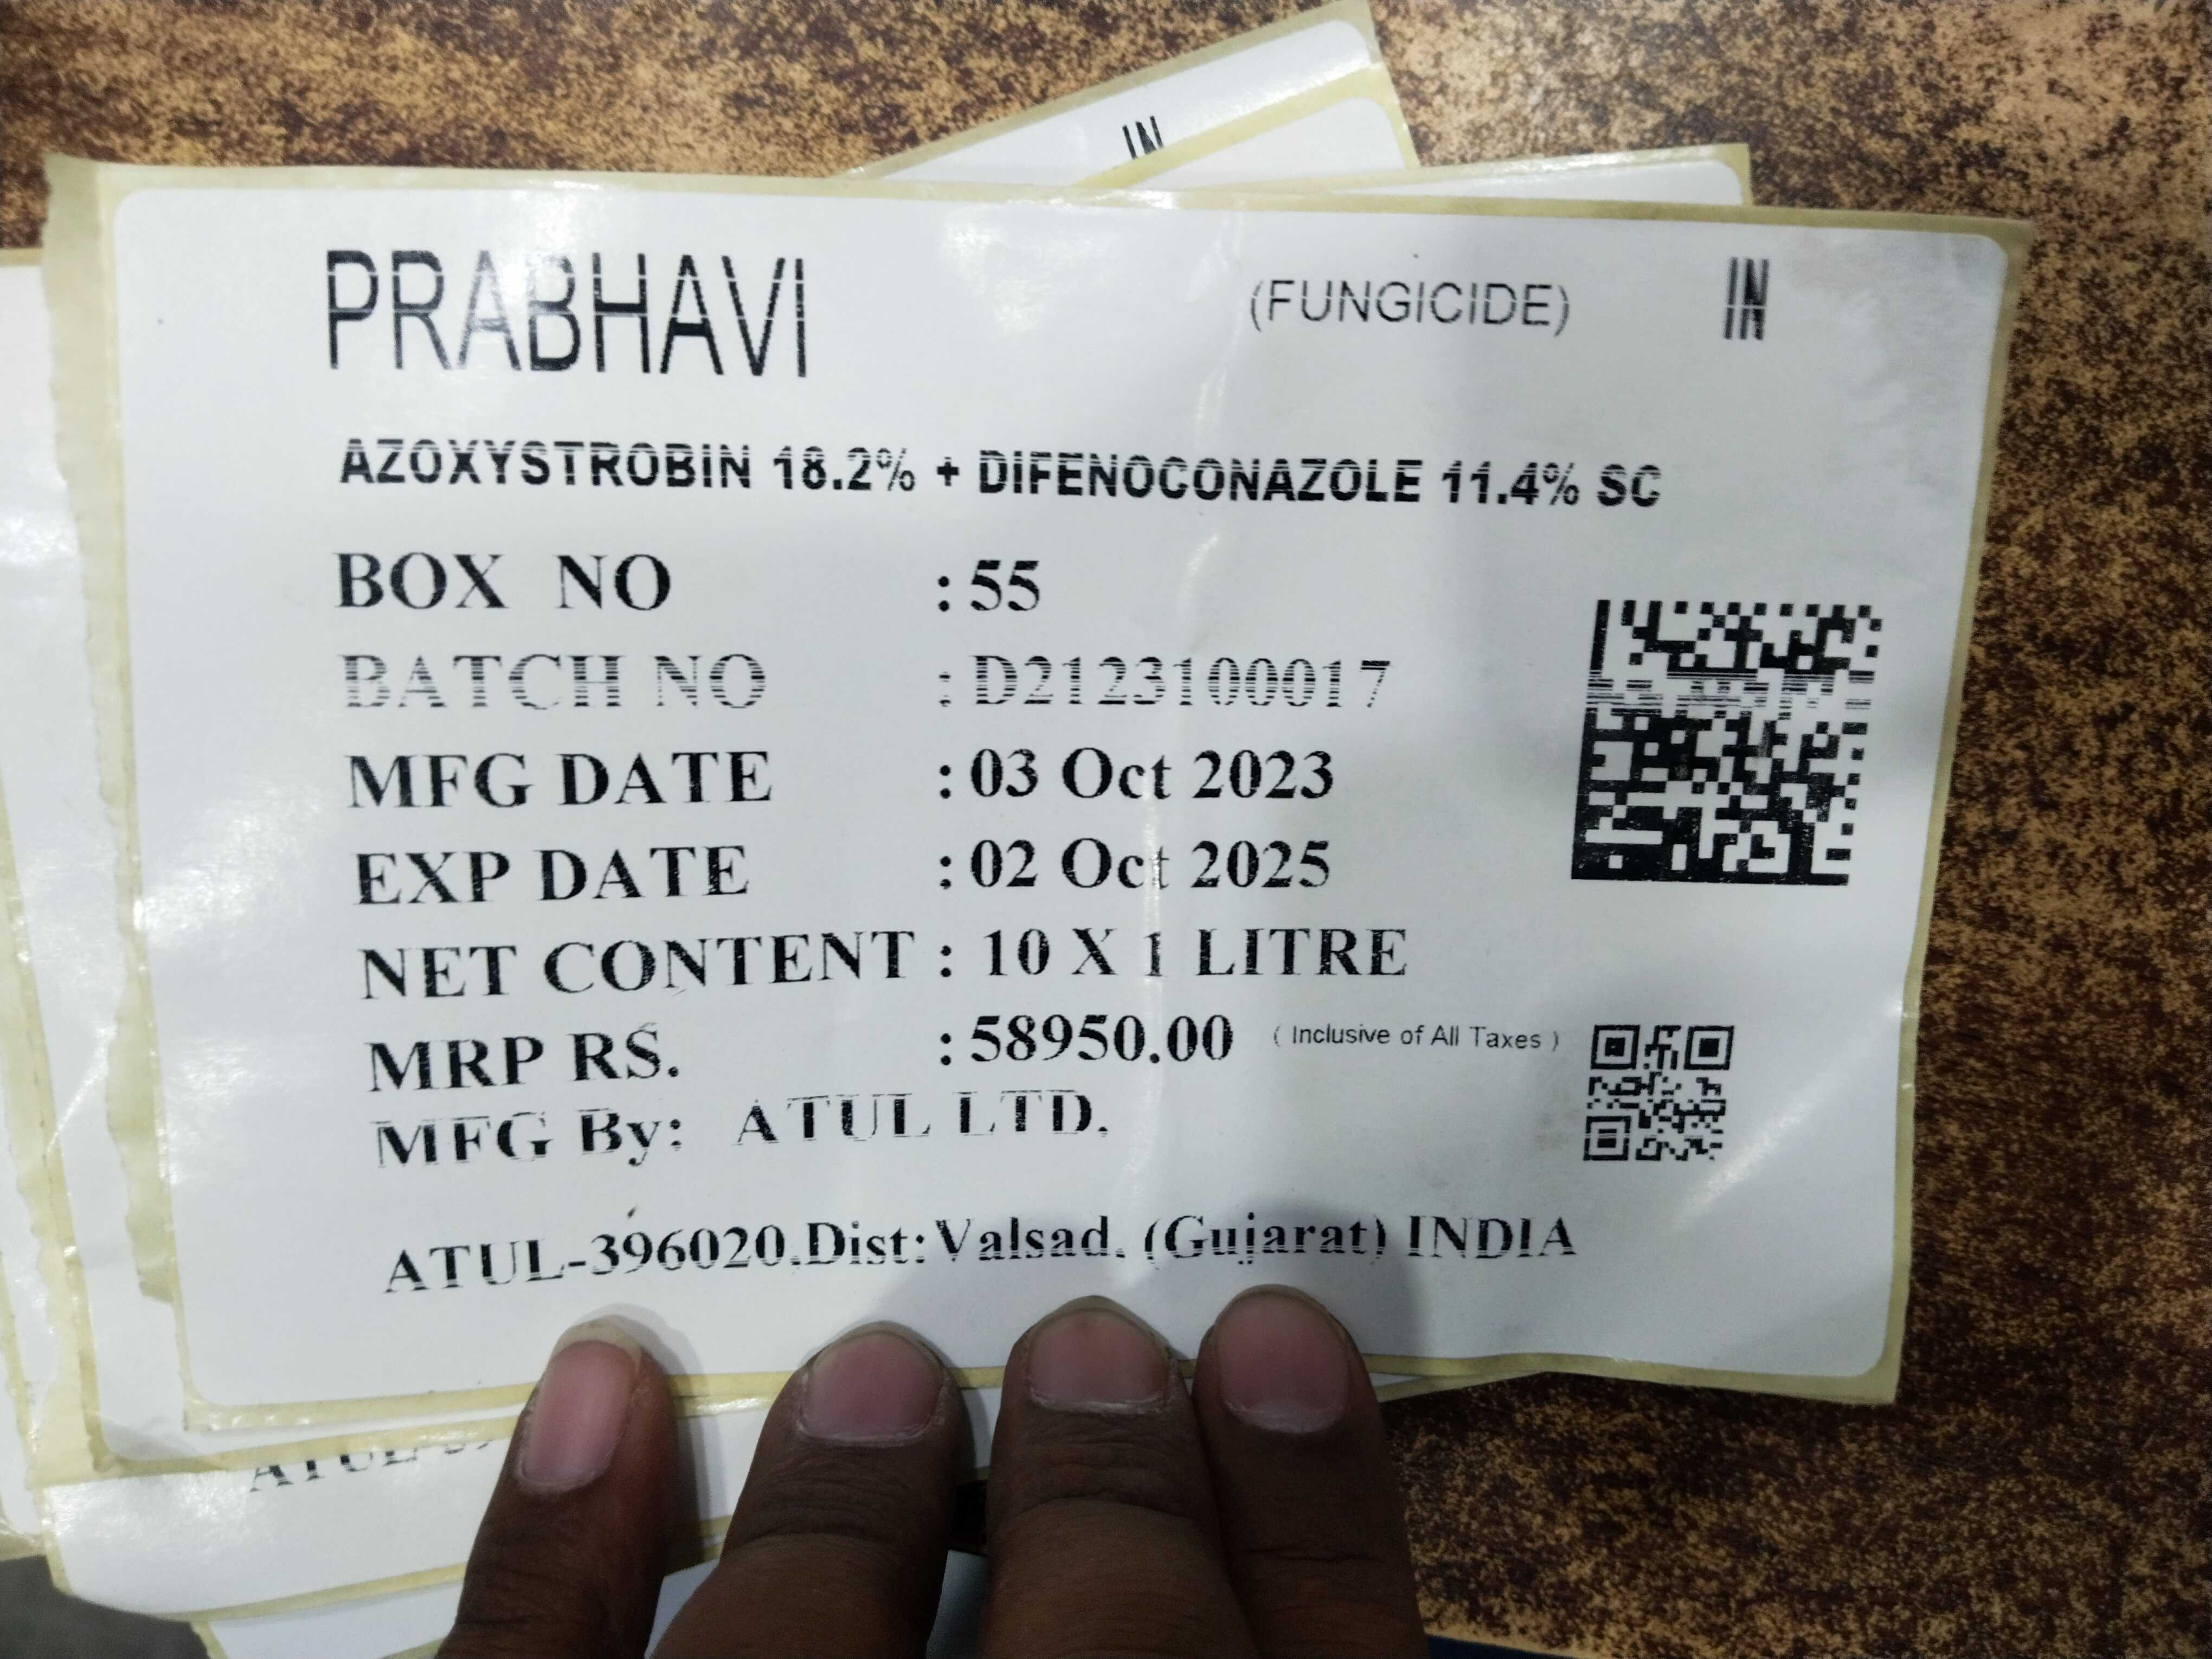 IN
PRABHAVI (FUNGICIDE) IN
AZOXYSTROBIN 18.2% + DIFENOCONAZOLE 11.4% SC
BOX NO : 55
BATCH NO : D2123100017
MFG DATE : 03 Oct 2023
EXP DATE : 02 Oct 2025
NET CONTENT : 10 X 1 LITRE
MRP RS. : 58950.00 ( Inclusive of All Taxes )
MFG By: ATUL LTD.
ATUL-396020.Dist:Valsad. (Gujarat) INDIA